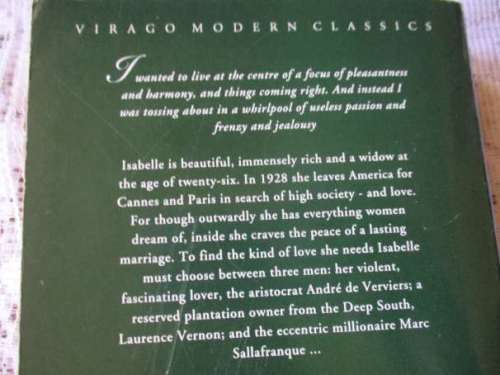 VIRAGO MODERN CLASSICS
I wanted to live at the centre of a focus of pleasantness
and harmony, and things coming right. And instead I
was tossing about in a whirlpool of useless passion and
frenzy and jealousy
Isabelle is beautiful, immensely rich and a widow at
the age of twenty-six. In 1928 she leaves America for
Cannes and Paris in search of high society - and love.
For though outwardly she has everything women
dream of, inside she craves the peace of a lasting
marriage. To find the kind of love she needs Isabelle
must choose between three men: her violent,
fascinating lover, the aristocrat André de Verviers; a
reserved plantation owner from the Deep South,
Laurence Vernon; and the eccentric millionaire Marc
Sallafranque ...